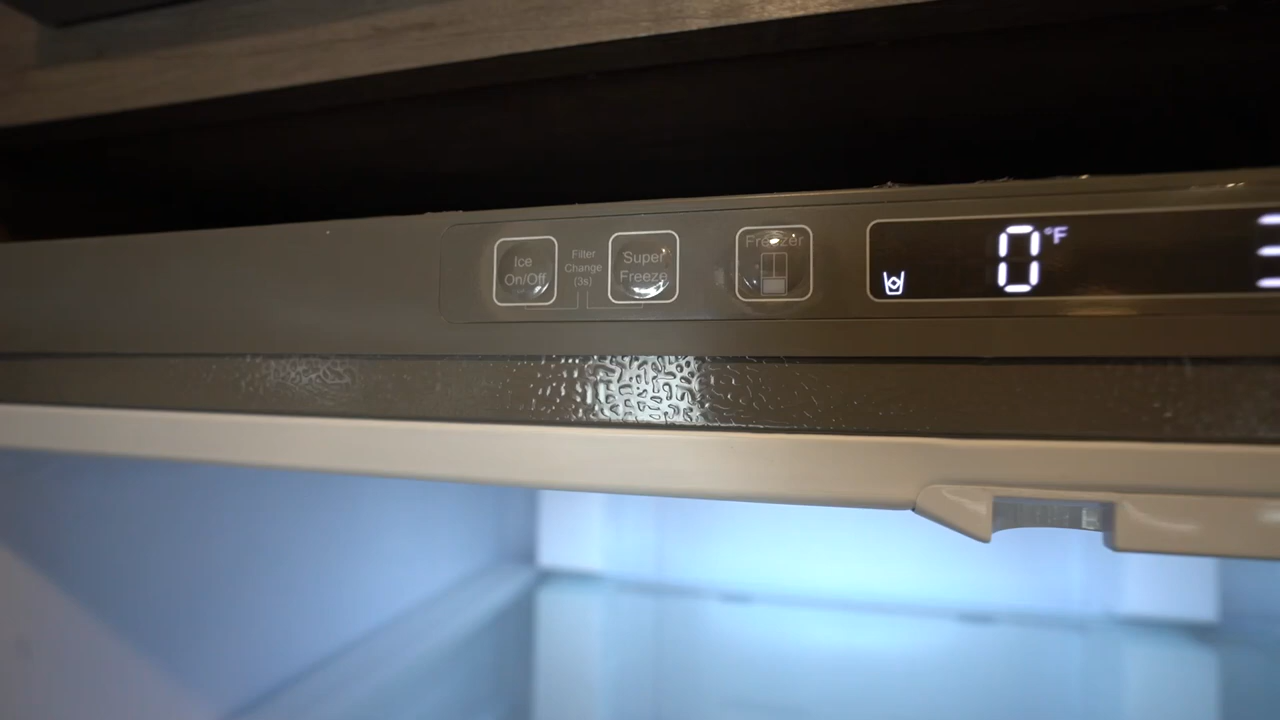 Ice
On/Off
Filter
Change
(3s)
Super
Freeze
Freezer
0°F